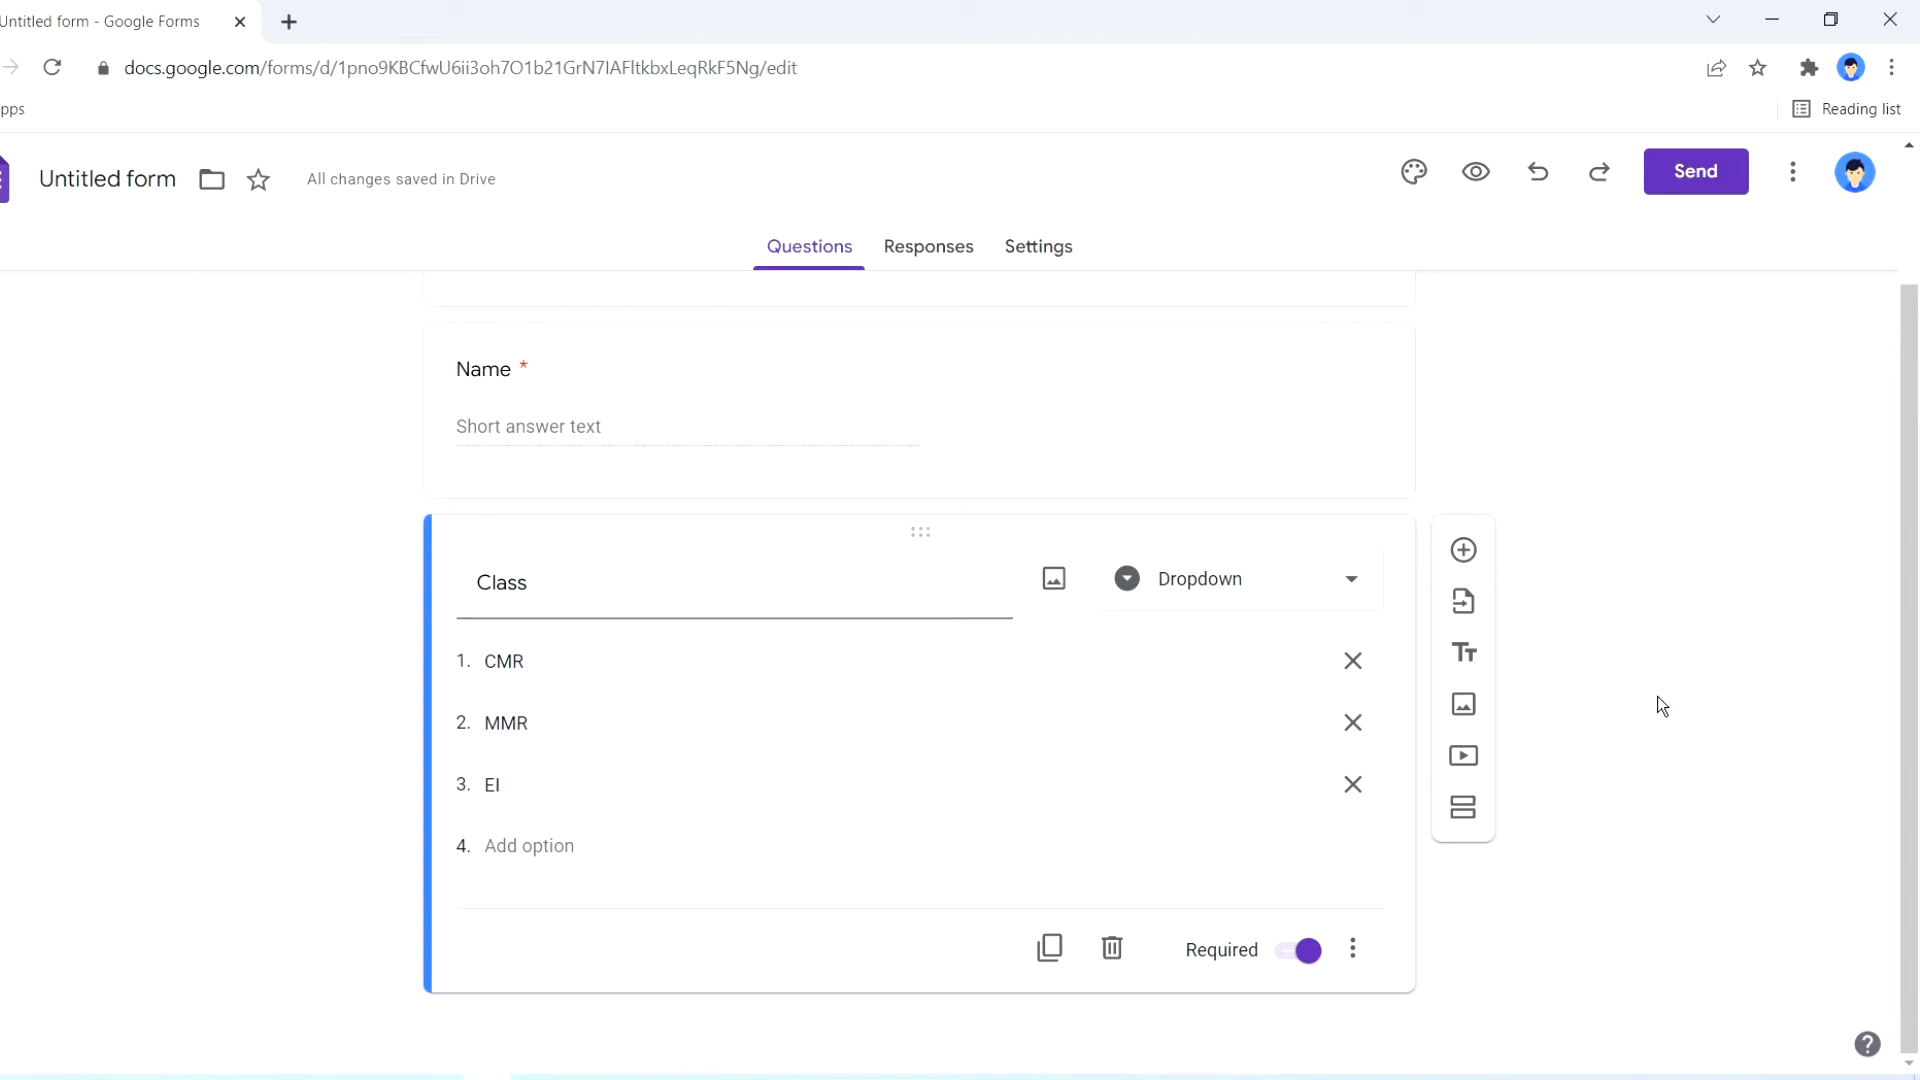 Untitled form - Google Forms
docs.google.com/forms/d/1pno9KBCfwU6ii3oh7O1b21GrN7IAFltkbxLeqRkF5Ng/edit
pps
Reading list
Untitled form
All changes saved in Drive
Send
Questions Responses Settings
Name *
Short answer text
Class
Dropdown
1. CMR
2. MMR
3. EI
4. Add option
Required